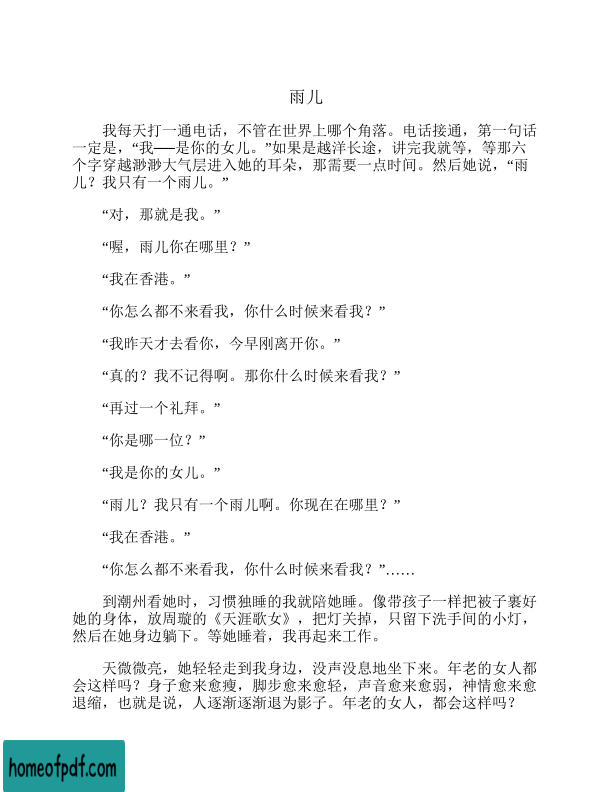 雨儿
我每天打一通电话，不管在世界上哪个角落。电话接通，第一句话
一定是，“我──是你的女儿。”如果是越洋长途，讲完我就等，等那六
个字穿越渺渺大气层进入她的耳朵，那需要一点时间。然后她说，“雨
儿？我只有一个雨儿。”
“对，那就是我。”
“喔，雨儿你在哪里？”
“我在香港。”
“你怎么都不来看我，你什么时候来看我？”
“我昨天才去看你，今早刚离开你。”
“真的？我不记得啊。那你什么时候来看我？”
“再过一个礼拜。”
“你是哪一位？”
“我是你的女儿。”
“雨儿？我只有一个雨儿啊。你现在在哪里？”
“我在香港。”
“你怎么都不来看我，你什么时候来看我？”……
到潮州看她时，习惯独睡的我就陪她睡。像带孩子一样把被子裹好
她的身体，放周璇的《天涯歌女》，把灯关掉，只留下洗手间的小灯，
然后在她身边躺下。等她睡着，我再起来工作。
天微微亮，她轻轻走到我身边，没声没息地坐下来。年老的女人都
会这样吗？身子愈来愈瘦，脚步愈来愈轻，声音愈来愈弱，神情愈来愈
退缩，也就是说，人逐渐逐渐退为影子。年老的女人，都会这样吗？
homeofpdf.com